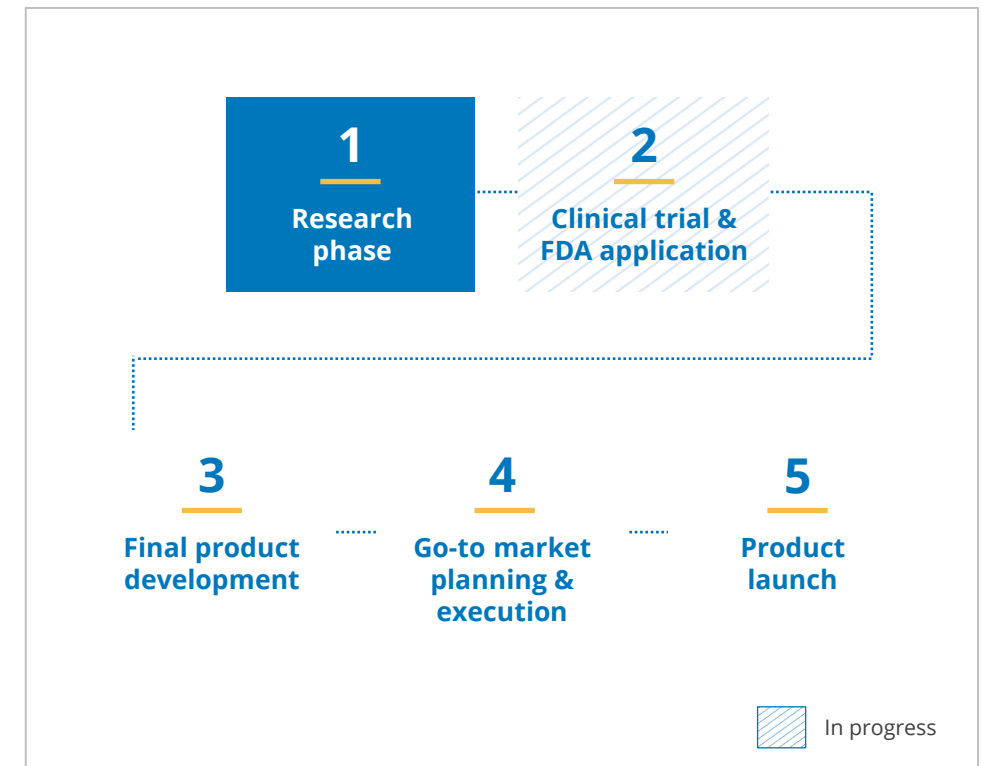 1
Research
phase
2
Clinical trial &
FDA application
3
Final product
development
4
Go-to market
planning &
execution
5
Product
launch
In progress